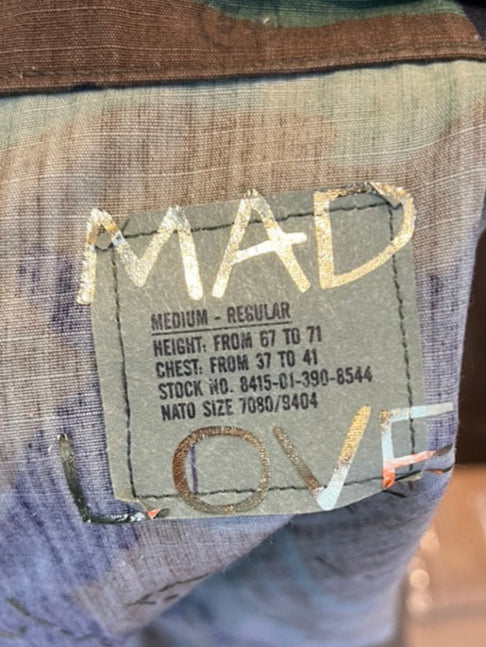 MAD
MEDIUM - REGULAR
HEIGHT: FROM 67 TO 71
CHEST: FROM 37 TO 41
STOCK NO. 8415-01-390-8544
NATO SIZE 7080/9404
LOVE